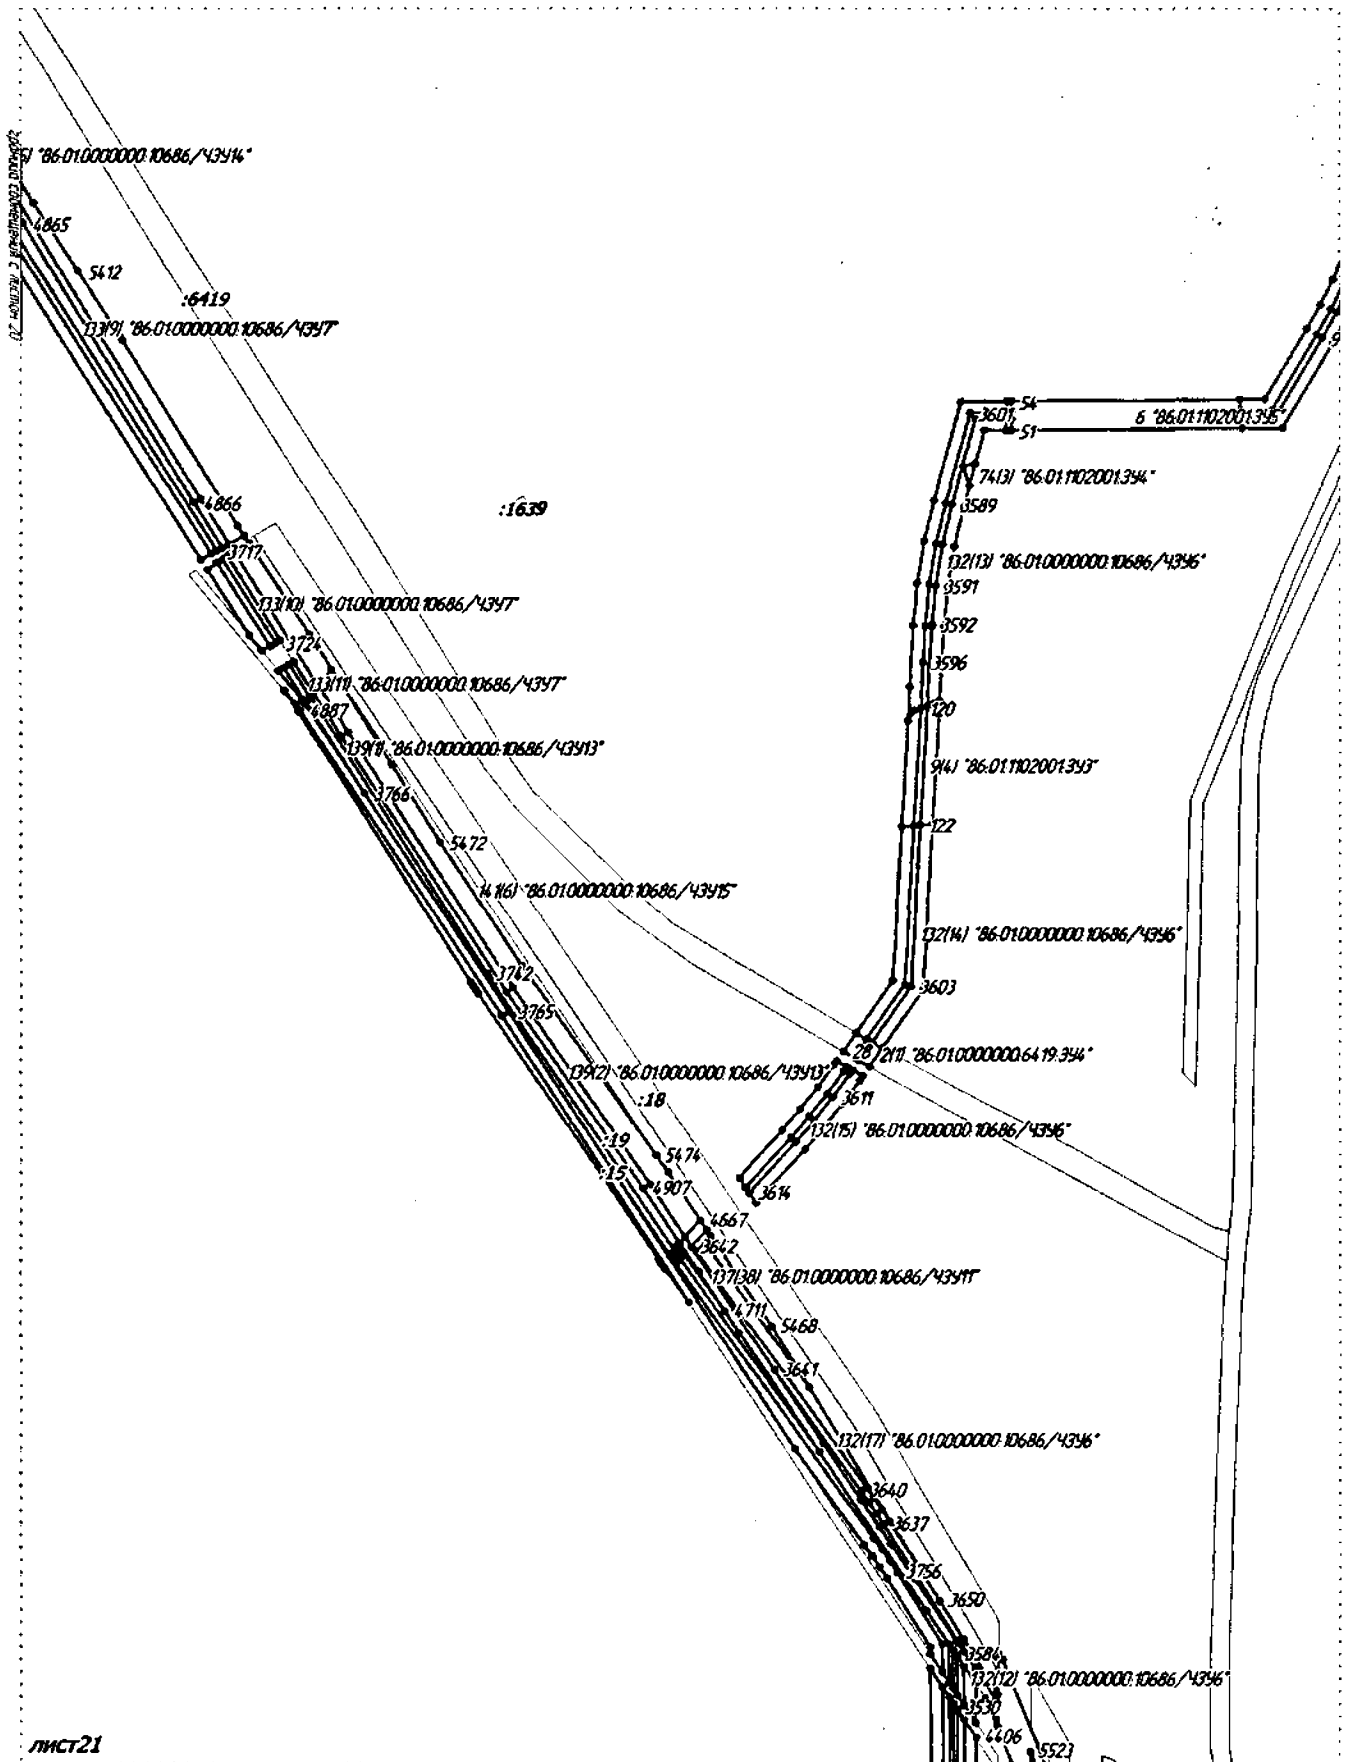 "86:01:0000000:10686/ЧЗУ14"
4865
5412
:6419
133(9) "86:01:0000000:10686/ЧЗУ7"
54
3601
6 "86:01:1102001:ЗУ5"
51
74(3) "86:01:1102001:ЗУ4"
4866
3589
:1639
3717
132(13) "86:01:0000000:10686/ЧЗУ6"
3591
133(10) "86:01:0000000:10686/ЧЗУ7"
3592
3724
3596
133(11) "86:01:0000000:10686/ЧЗУ7"
4887
120
139(1) "86:01:0000000:10686/ЧЗУ13"
9(4) "86:01:1102001:ЗУ3"
3766
122
5472
141(6) "86:01:0000000:10686/ЧЗУ15"
132(14) "86:01:0000000:10686/ЧЗУ6"
3742
3603
3765
28
2(1) "86:01:0000000:6419:ЗУ4"
139(2) "86:01:0000000:10686/ЧЗУ13"
3611
:18
132(15) "86:01:0000000:10686/ЧЗУ6"
:19
5474
:15
4907
3614
4667
3642
137(38) "86:01:0000000:10686/ЧЗУ11"
4711
5468
3641
132(17) "86:01:0000000:10686/ЧЗУ6"
3640
3637
3756
3650
3584
132(12) "86:01:0000000:10686/ЧЗУ6"
3530
4406
5523
лист21
линия совмещения с листом 20